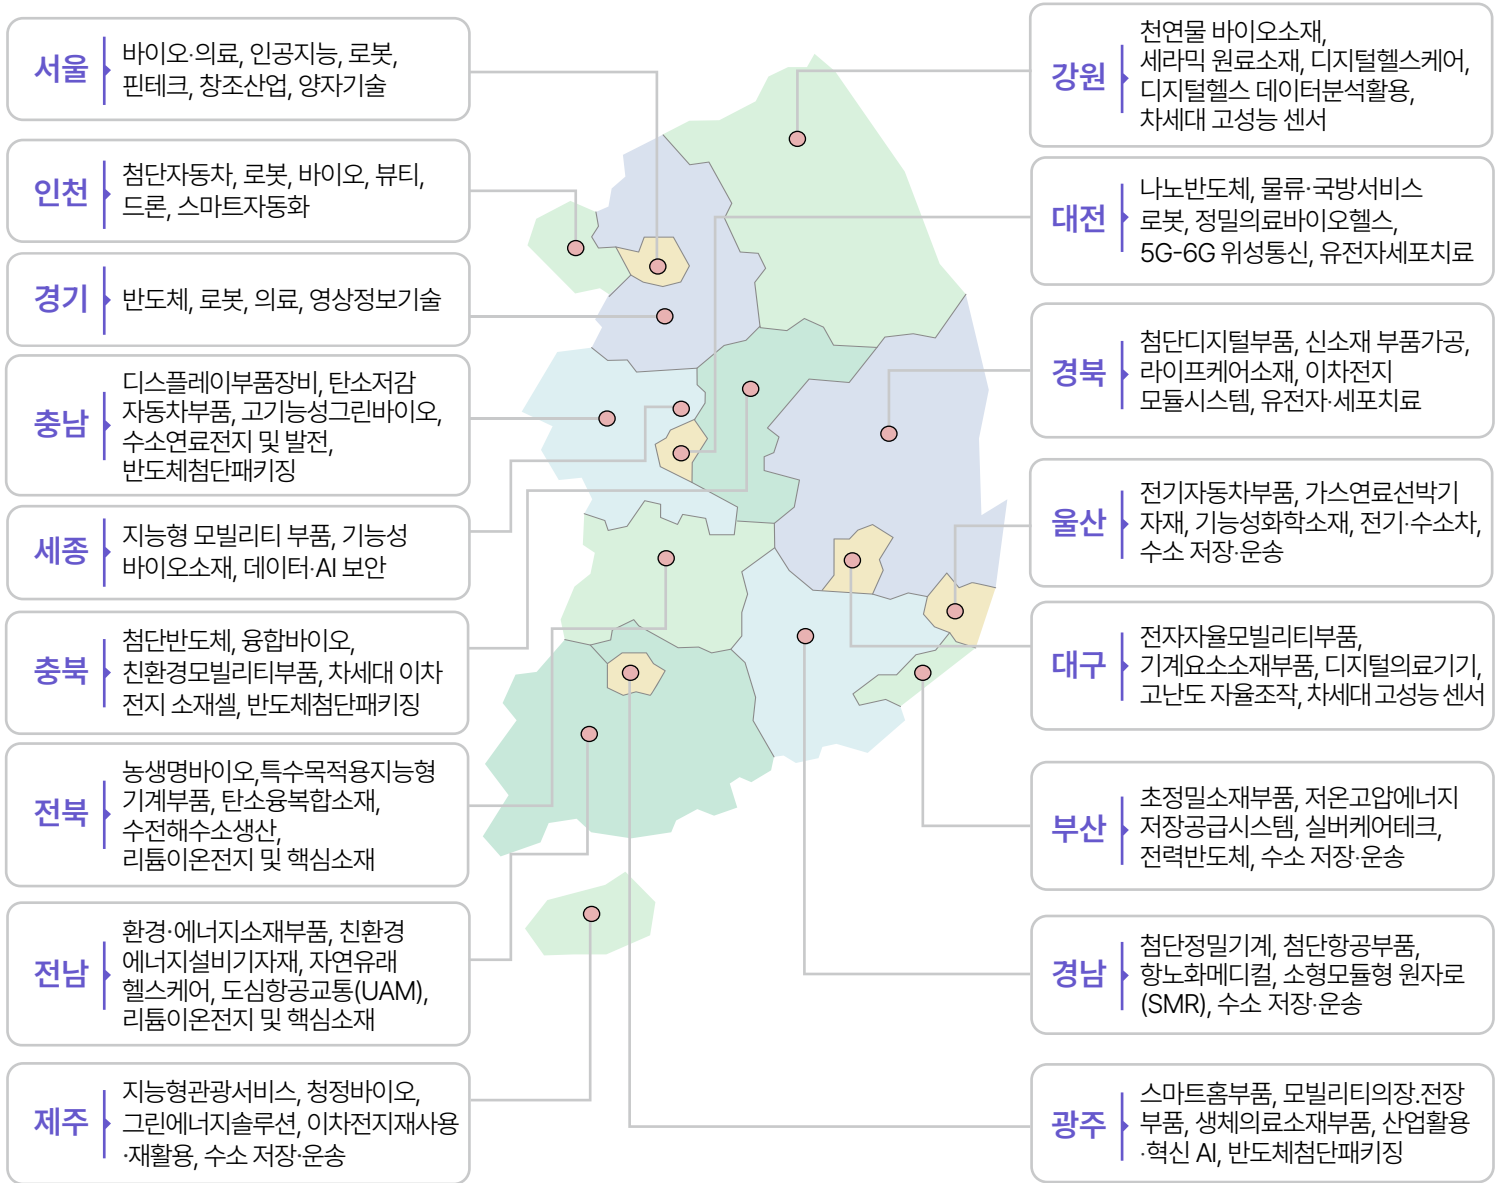 서울
바이오·의료, 인공지능, 로봇,
핀테크, 창조산업, 양자기술
인천
첨단자동차, 로봇, 바이오, 뷰티,
드론, 스마트자동화
경기
반도체, 로봇, 의료, 영상정보기술
충남
디스플레이부품장비, 탄소저감
자동차부품, 고기능성그린바이오,
수소연료전지 및 발전,
반도체첨단패키징
세종
지능형 모빌리티 부품, 기능성
바이오소재, 데이터·AI 보안
충북
첨단반도체, 융합바이오,
친환경모빌리티부품, 차세대 이차
전지 소재셀, 반도체첨단패키징
전북
농생명바이오,특수목적용지능형
기계부품, 탄소융복합소재,
수전해수소생산,
리튬이온전지 및 핵심소재
전남
환경·에너지소재부품, 친환경
에너지설비기자재, 자연유래
헬스케어, 도심항공교통(UAM),
리튬이온전지 및 핵심소재
제주
지능형관광서비스, 청정바이오,
그린에너지솔루션, 이차전지재사용
·재활용, 수소 저장·운송
강원
천연물 바이오소재,
세라믹 원료소재, 디지털헬스케어,
디지털헬스 데이터분석활용,
차세대 고성능 센서
대전
나노반도체, 물류·국방서비스
로봇, 정밀의료바이오헬스,
5G-6G 위성통신, 유전자세포치료
경북
첨단디지털부품, 신소재 부품가공,
라이프케어소재, 이차전지
모듈시스템, 유전자·세포치료
울산
전기자동차부품, 가스연료선박기
자재, 기능성화학소재, 전기·수소차,
수소 저장·운송
대구
전자자율모빌리티부품,
기계요소소재부품, 디지털의료기기,
고난도 자율조작, 차세대 고성능 센서
부산
초정밀소재부품, 저온고압에너지
저장공급시스템, 실버케어테크,
전력반도체, 수소 저장·운송
경남
첨단정밀기계, 첨단항공부품,
항노화메디컬, 소형모듈형 원자로
(SMR), 수소 저장·운송
광주
스마트홈부품, 모빌리티의장.전장
부품, 생체의료소재부품, 산업활용
·혁신 AI, 반도체첨단패키징